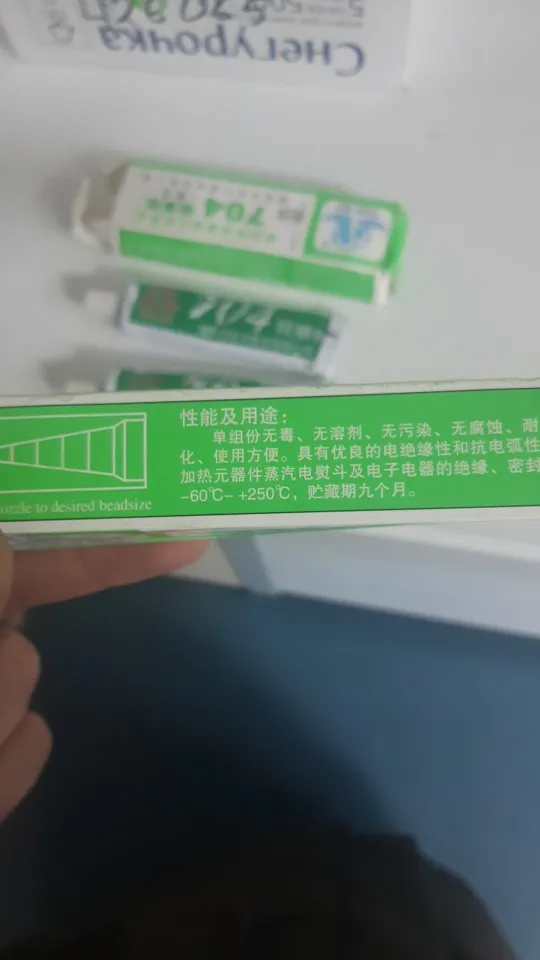 Снегурочка
704
704
ozzle to desired beadsize
性能及用途：
单组份无毒、无溶剂、无污染、无腐蚀、耐
化、使用方便。具有优良的电绝缘性和抗电弧性
加热元器件蒸汽电熨斗及电子电器的绝缘、密封
-60℃- +250℃，贮藏期九个月。